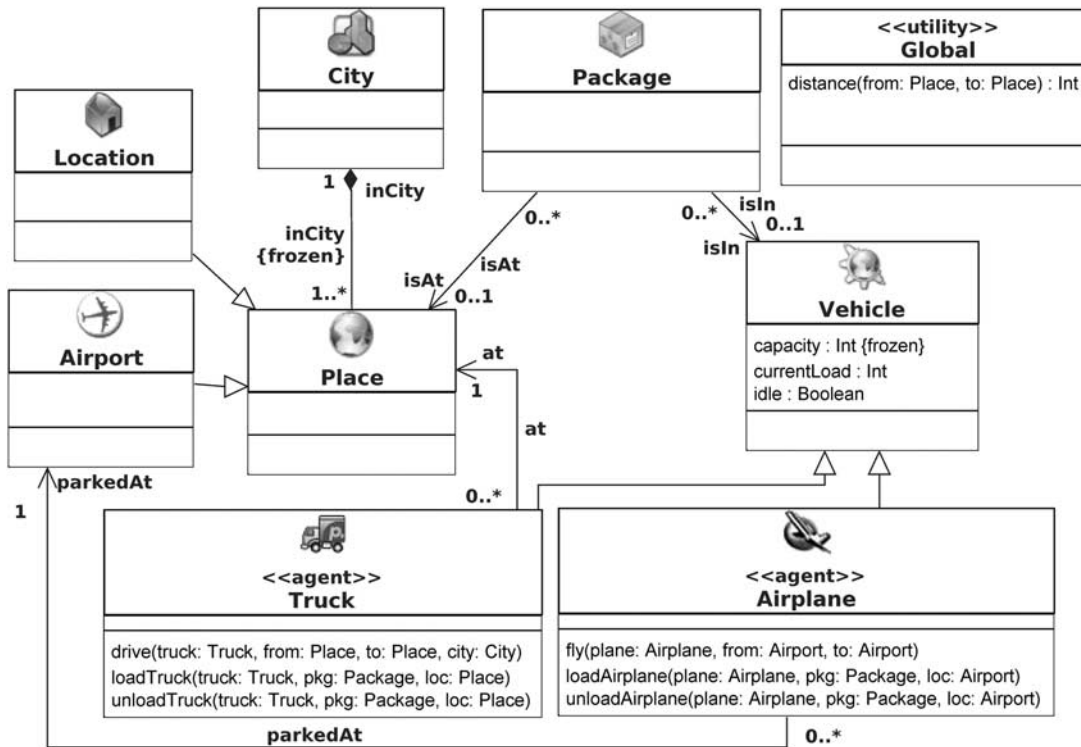 City
Package
<<utility>>
Global
distance(from: Place, to: Place) : Int
Location
1
inCity
inCity
{frozen}
1..*
0..*
isAt
isAt
0..1
0..*
isIn
0..1
isIn
Vehicle
capacity : Int {frozen}
currentLoad : Int
idle : Boolean
Airport
Place
at
1
at
0..*
parkedAt
1
<<agent>>
Truck
drive(truck: Truck, from: Place, to: Place, city: City)
loadTruck(truck: Truck, pkg: Package, loc: Place)
unloadTruck(truck: Truck, pkg: Package, loc: Place)
<<agent>>
Airplane
fly(plane: Airplane, from: Airport, to: Airport)
loadAirplane(plane: Airplane, pkg: Package, loc: Airport)
unloadAirplane(plane: Airplane, pkg: Package, loc: Airport)
parkedAt
0..*